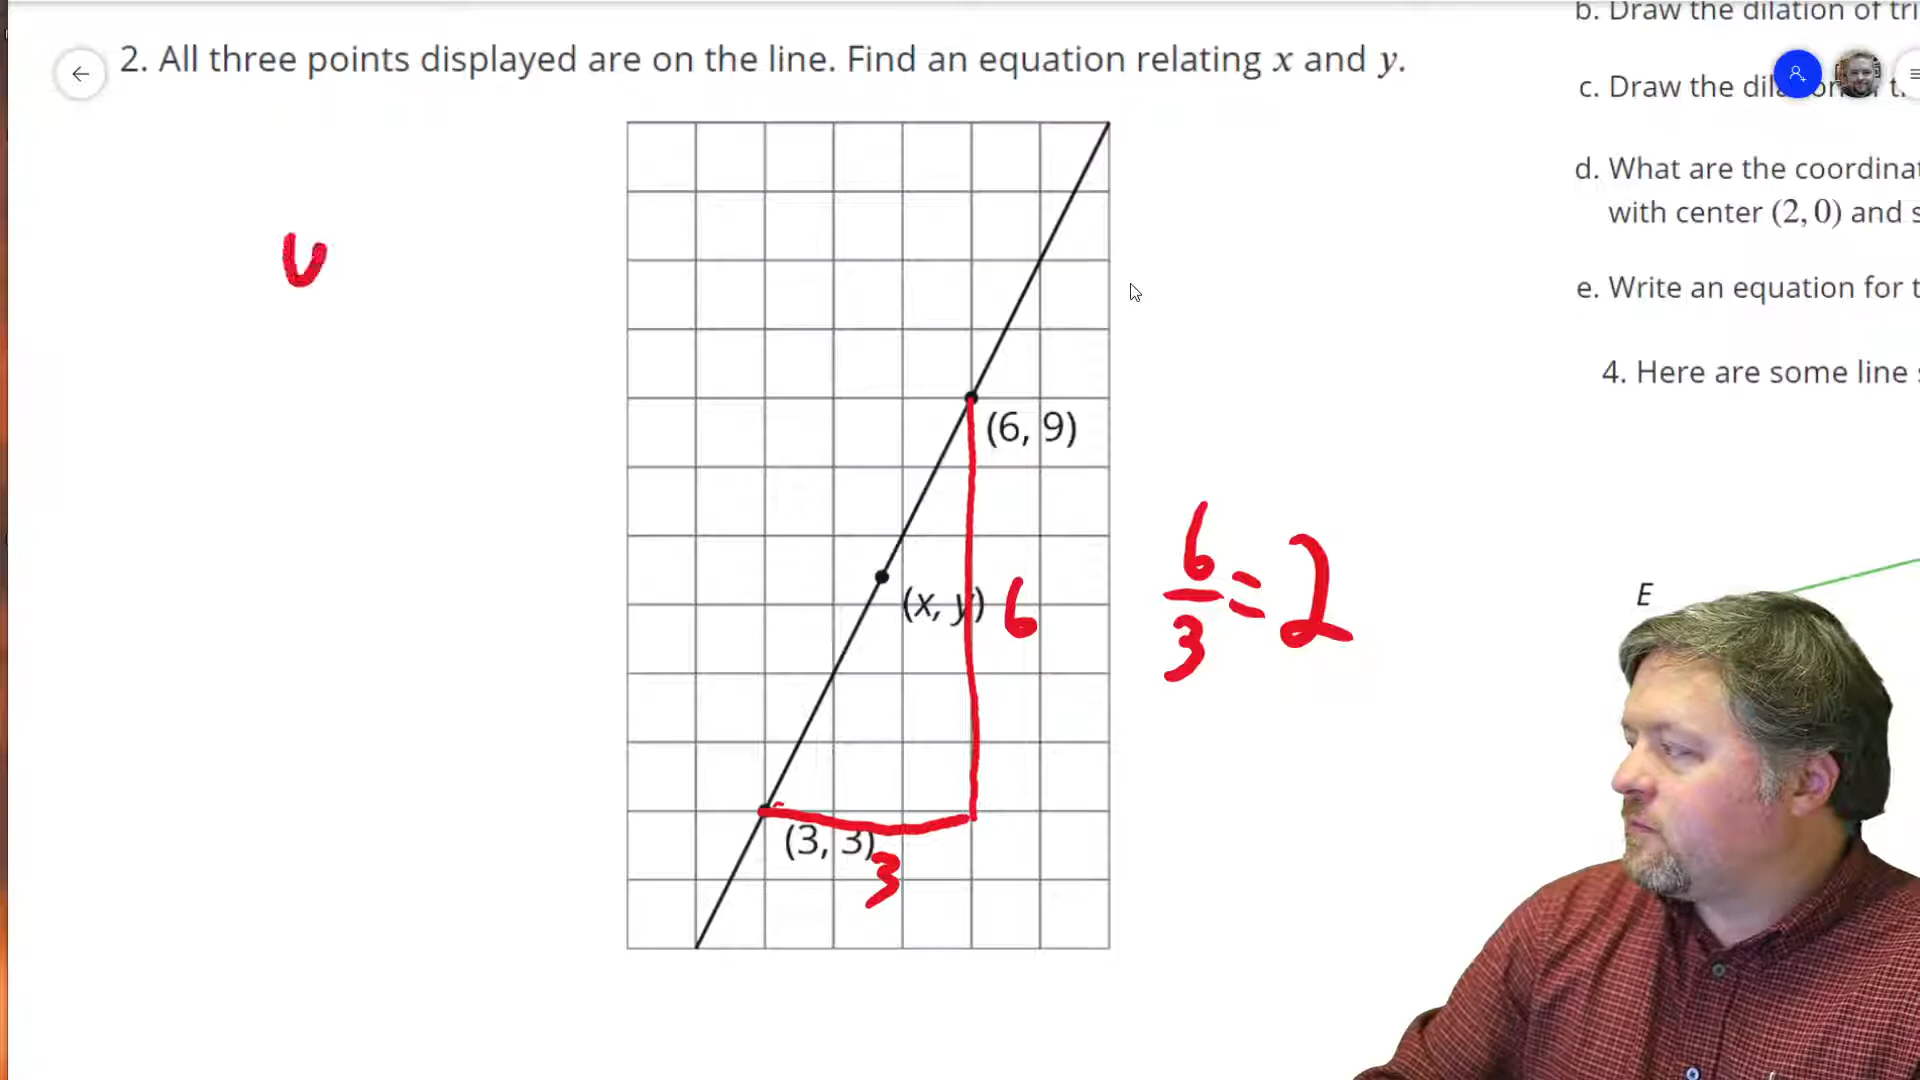 2. All three points displayed are on the line. Find an equation relating x and y.
(6, 9)
(x, y)
6
(3, 3)
3
6
3
=2
b. Draw the dilation of tri
c. Draw the dil
d. What are the coordina
with center (2, 0) and s
e. Write an equation for t
4. Here are some line
E